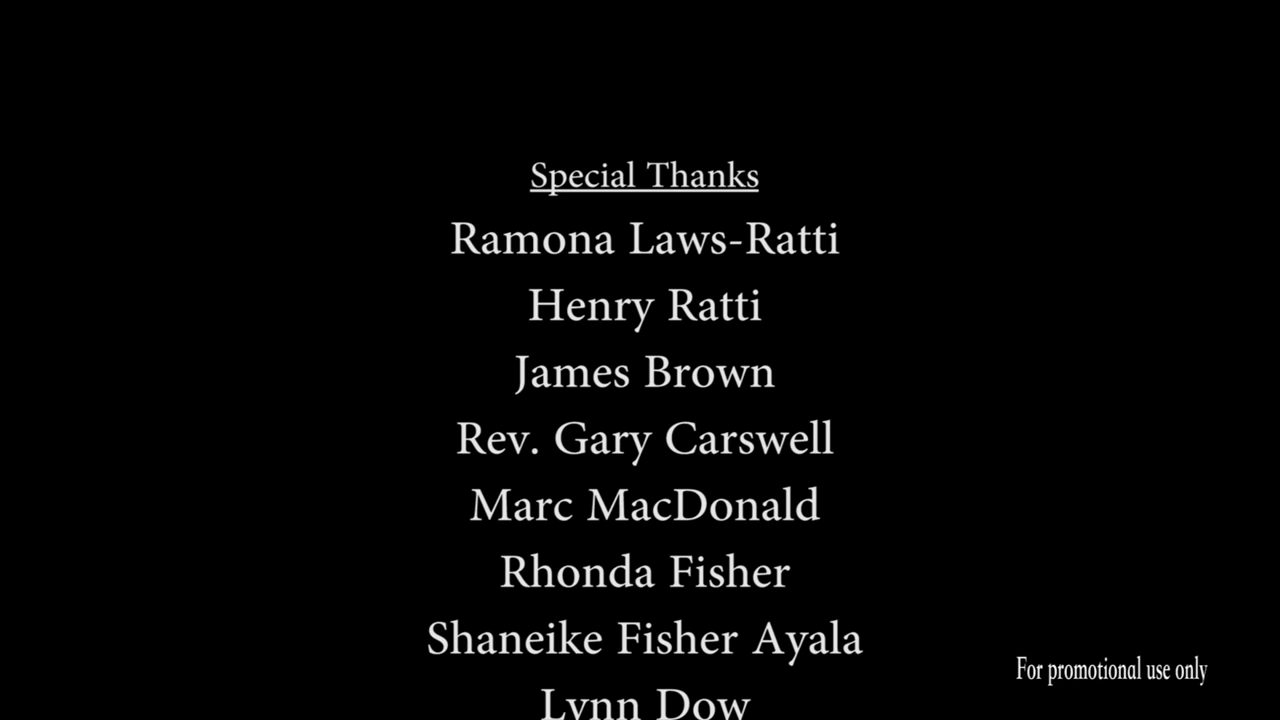 Special Thanks
Ramona Laws-Ratti
Henry Ratti
James Brown
Rev. Gary Carswell
Marc MacDonald
Rhonda Fisher
Shaneike Fisher Ayala
For promotional use only
Lynn Dow